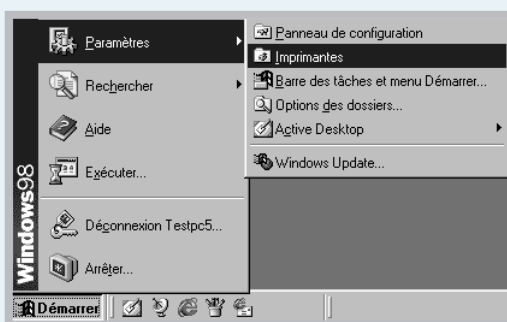 Paramètres
Rechercher
Aide
Exécuter...
Déconnexion Testpc5...
Arrêter...
Windows98
Démarrer
Panneau de configuration
Imprimantes
Barre des tâches et menu Démarrer...
Options des dossiers...
Active Desktop
Windows Update...